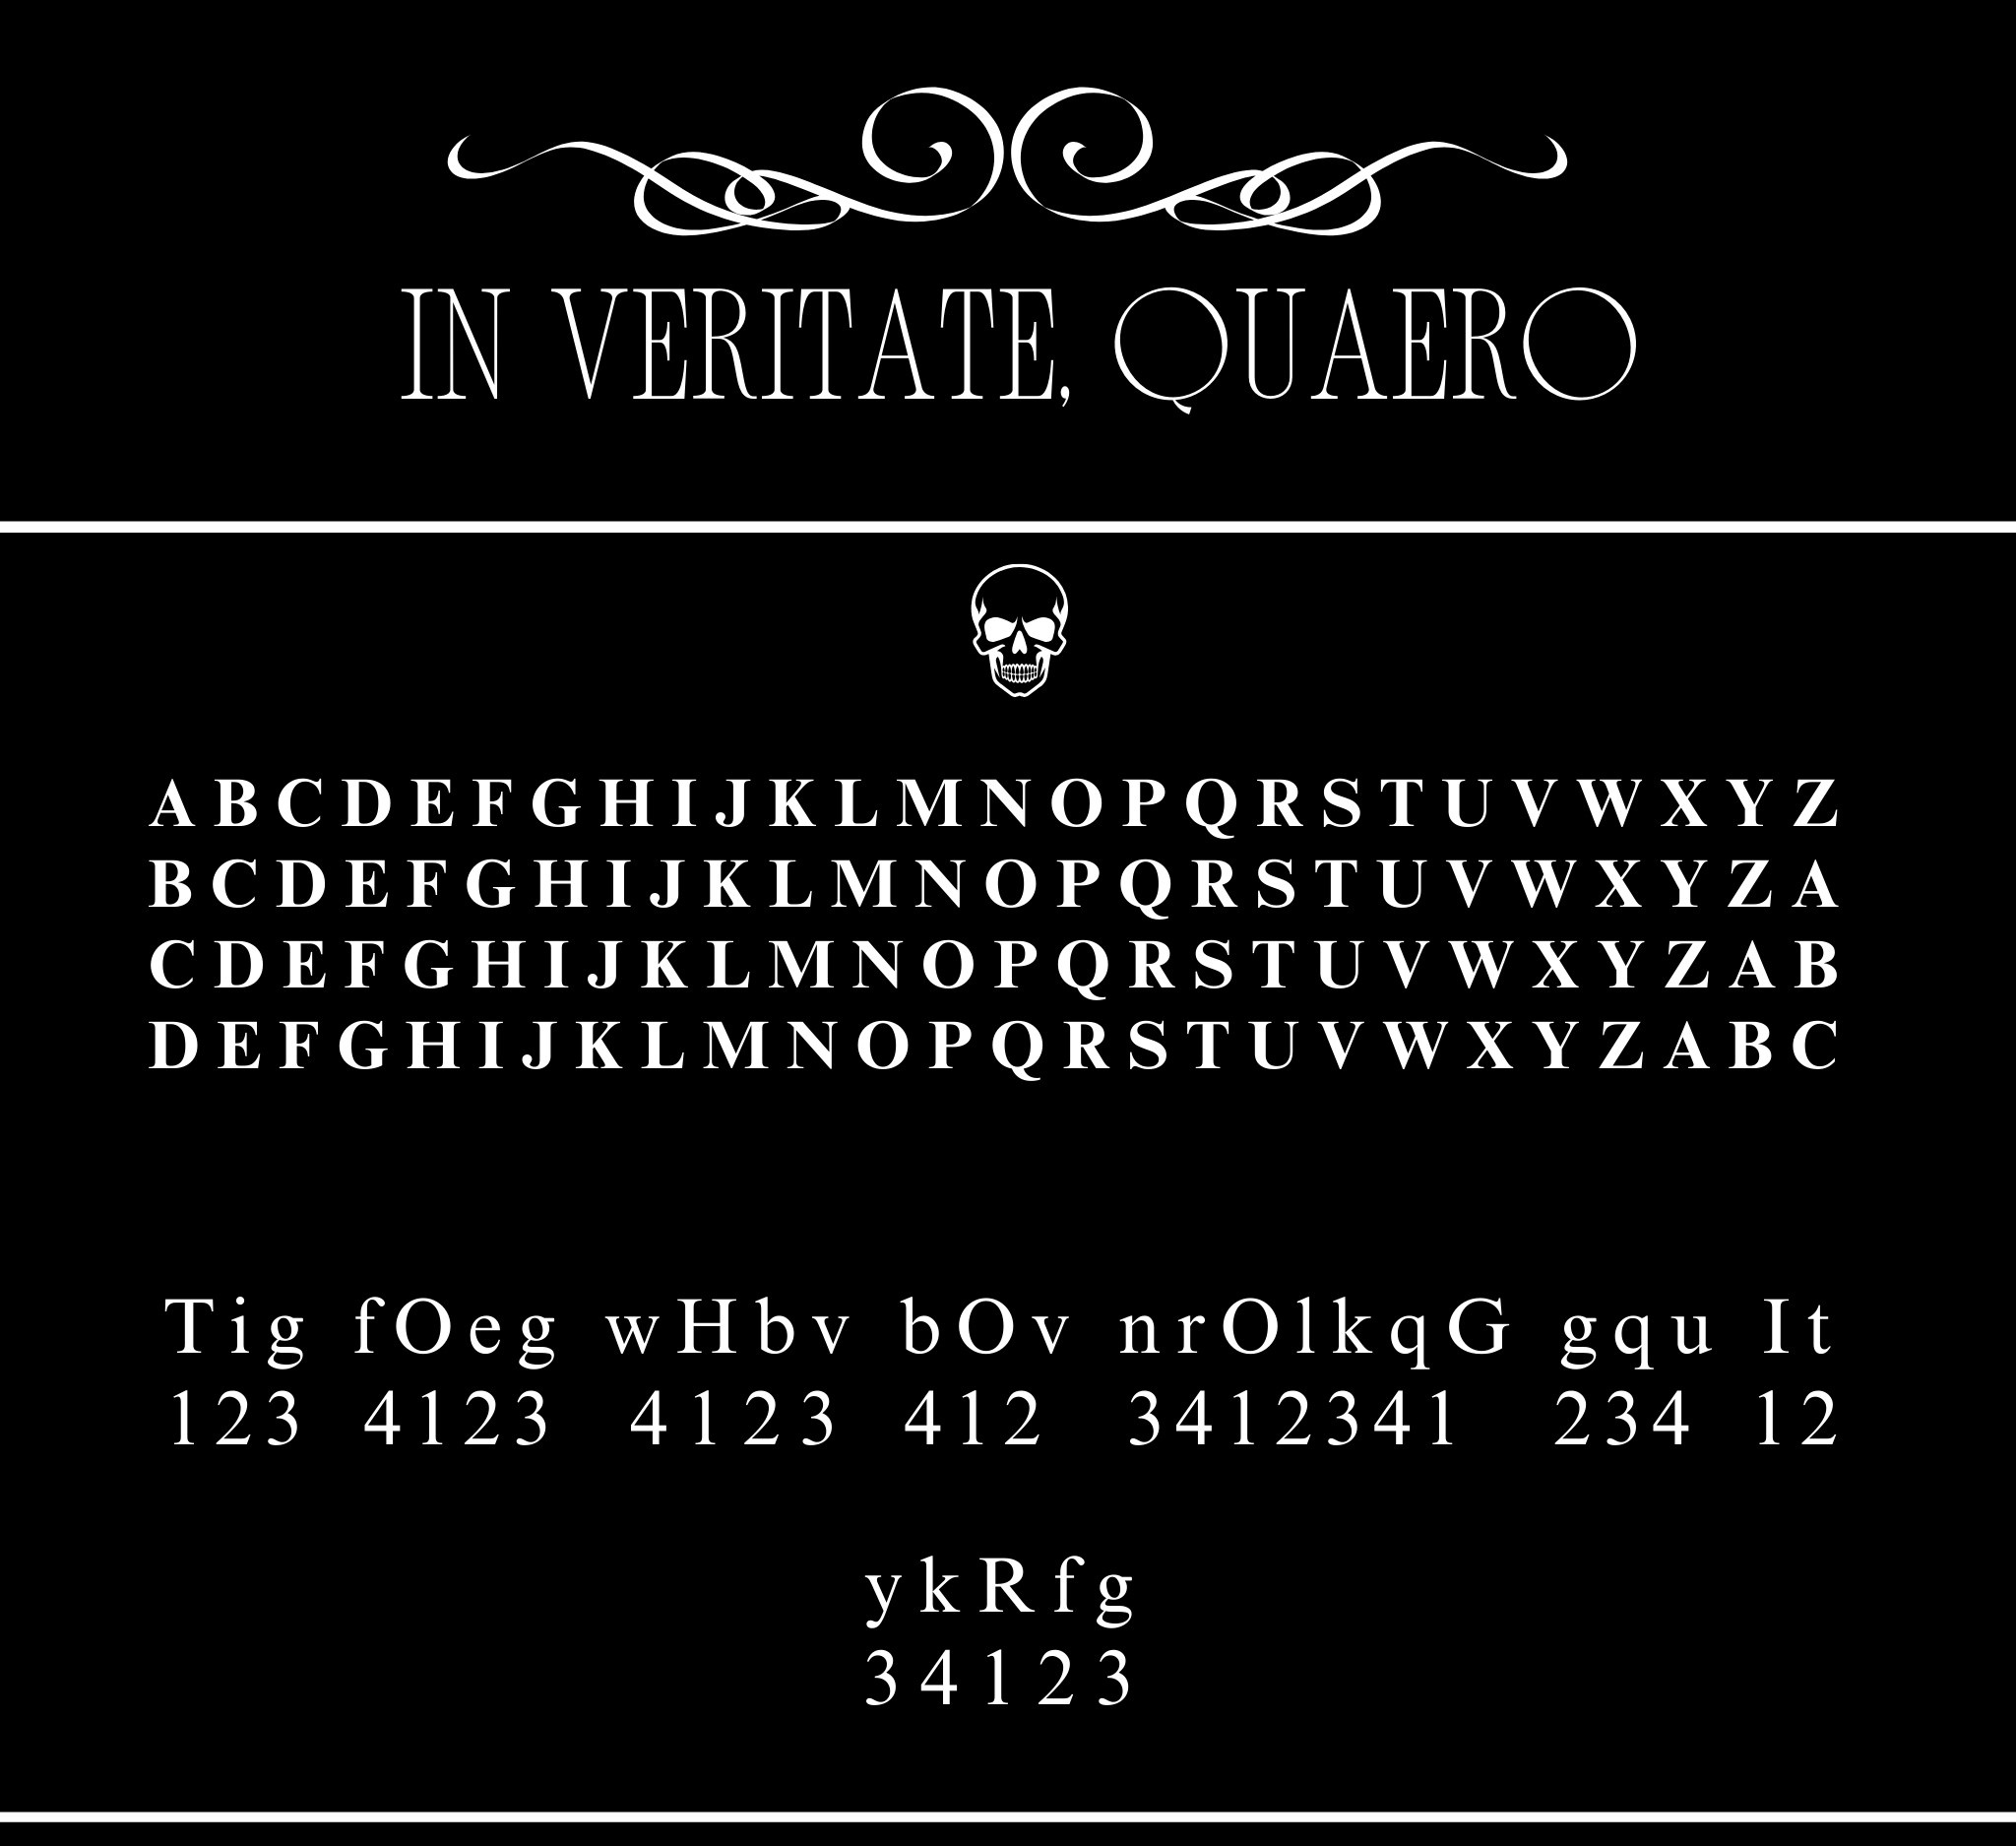 IN VERITATE, QUAERO
A B C D E F G H I J K L M N O P Q R S T U V W X Y Z
B C D E F G H I J K L M N O P Q R S T U V W X Y Z A
C D E F G H I J K L M N O P Q R S T U V W X Y Z A B
D E F G H I J K L M N O P Q R S T U V W X Y Z A B C
Tig fOeg wHbv bOv nrOlkqG gqu It
123 4123 4123 412 3412341 234 12
ykRfg
34123